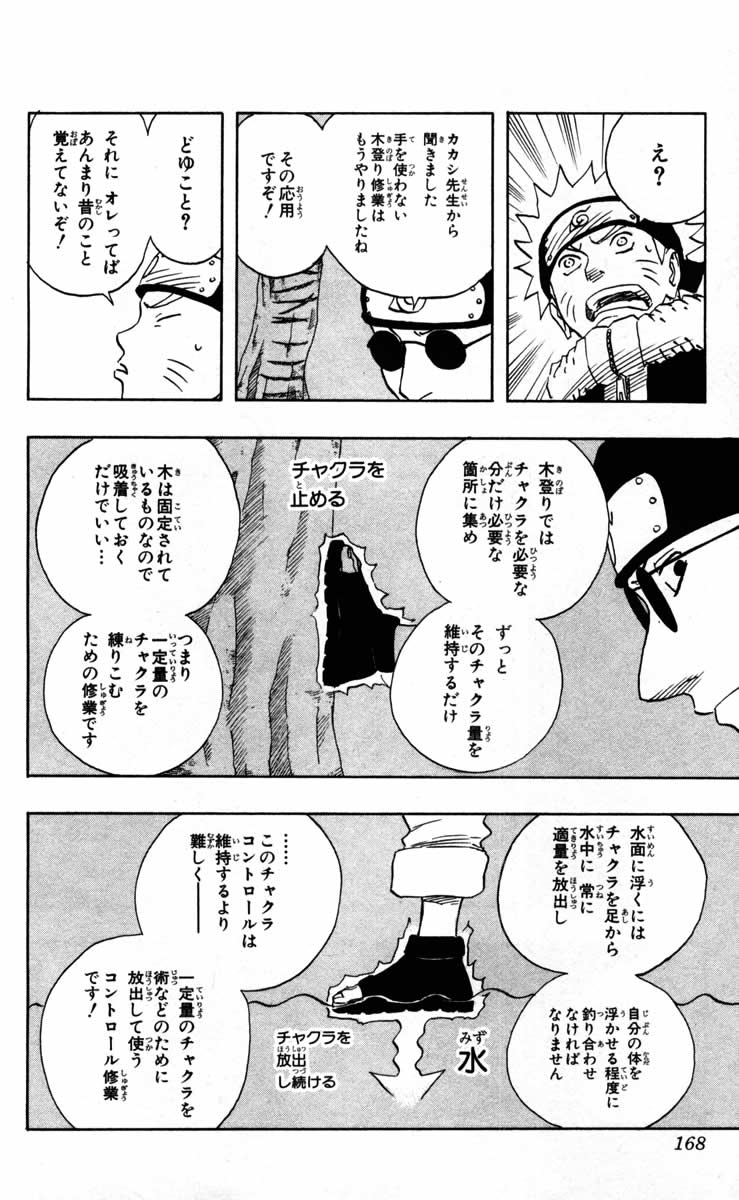 え？
カカシ先生から
聞きました
手を使わない
木登り修業は
もうやりましたね
その応用
ですぞ！
どゆこと？
それに オレってば
あんまり昔のこと
覚えてないぞ！
木登りでは
チャクラを必要な
分だけ必要な
箇所に集め
ずっと
そのチャクラ量を
維持するだけ
チャクラを
止める
木は固定されて
いるものなので
吸着しておく
だけでいい…
つまり
一定量の
チャクラを
練りこむ
ための修業です
水面に浮くには
チャクラを足から
水中に 常に
適量を放出し
自分の体を
浮かせる程度に
釣り合わせ
なければ
なりません
水
チャクラを
放出
し続ける
……
このチャクラ
コントロールは
維持するより
難しく──
一定量のチャクラを
術などのために
放出して使う
コントロール修業
です！
168